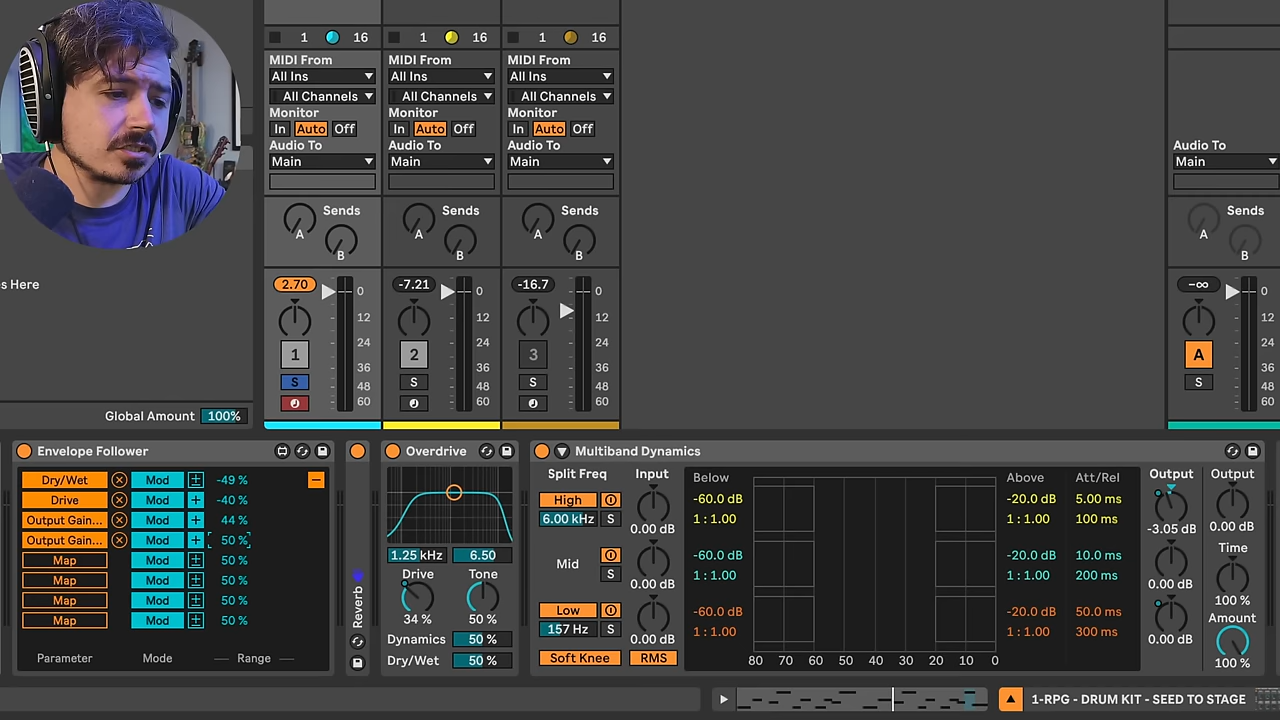 1 16 1 16 1 16
MIDI From MIDI From MIDI From
All Ins All Ins All Ins
All Channels All Channels All Channels
Monitor Monitor Monitor
In Auto Off In Auto Off In Auto Off
Audio To Audio To Audio To Audio To
Main Main Main Main
Sends Sends Sends Sends
A A A A
B B B B
s Here
2.70 0 -7.21 0 -16.7 0 -∞ 0
12 12 12 12
24 24 24 24
1 2 3 A
36 36 36 36
S 48 S 48 S 48 S 48
60 60 60 60
Global Amount 100%
Envelope Follower
Dry/Wet Mod ± -49 %
Drive Mod + -40 %
Output Gain... Mod + 44 %
Output Gain... Mod + 50 %
Map Mod ± 50 %
Map Mod ± 50 %
Map Mod ± 50 %
Map Mod ± 50 %
Parameter Mode Range
Reverb
Overdrive
1.25 kHz 6.50
Drive Tone
34 % 50 %
Dynamics 50 %
Dry/Wet 50 %
Multiband Dynamics
Split Freq Input Below Above Att/Rel Output Output
High -60.0 dB -20.0 dB 5.00 ms
6.00 kHz S 0.00 dB 1 : 1.00 1 : 1.00 100 ms -3.05 dB 0.00 dB
Mid -60.0 dB -20.0 dB 10.0 ms Time
S 0.00 dB 1 : 1.00 1 : 1.00 200 ms 0.00 dB 100 %
Low -60.0 dB -20.0 dB 50.0 ms Amount
157 Hz S 0.00 dB 1 : 1.00 1 : 1.00 300 ms 0.00 dB 100 %
Soft Knee RMS 80 70 60 50 40 30 20 10 0
1-RPG - DRUM KIT - SEED TO STAGE